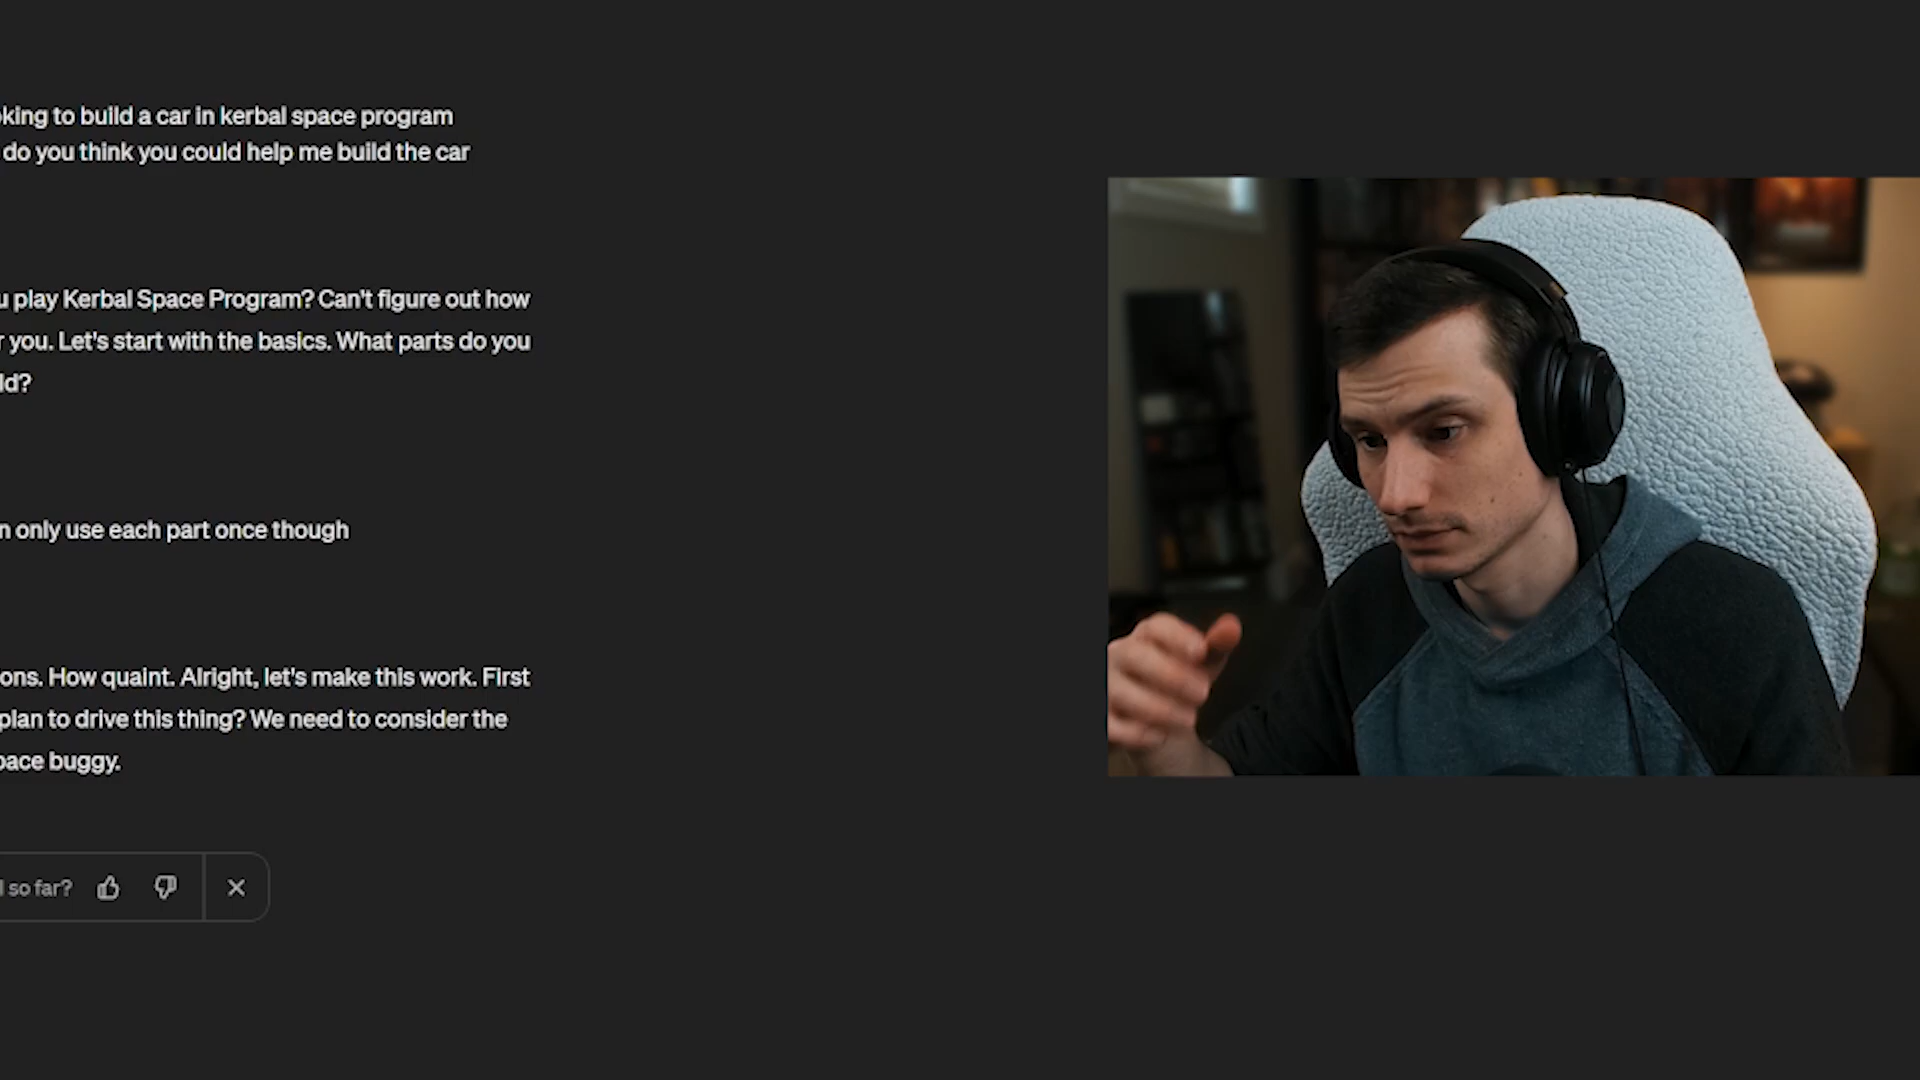 king to build a car in kerbal space program
do you think you could help me build the car
u play Kerbal Space Program? Can't figure out how
r you. Let's start with the basics. What parts do you
ld?
n only use each part once though
ons. How quaint. Alright, let's make this work. First
plan to drive this thing? We need to consider the
pace buggy.
l so far?